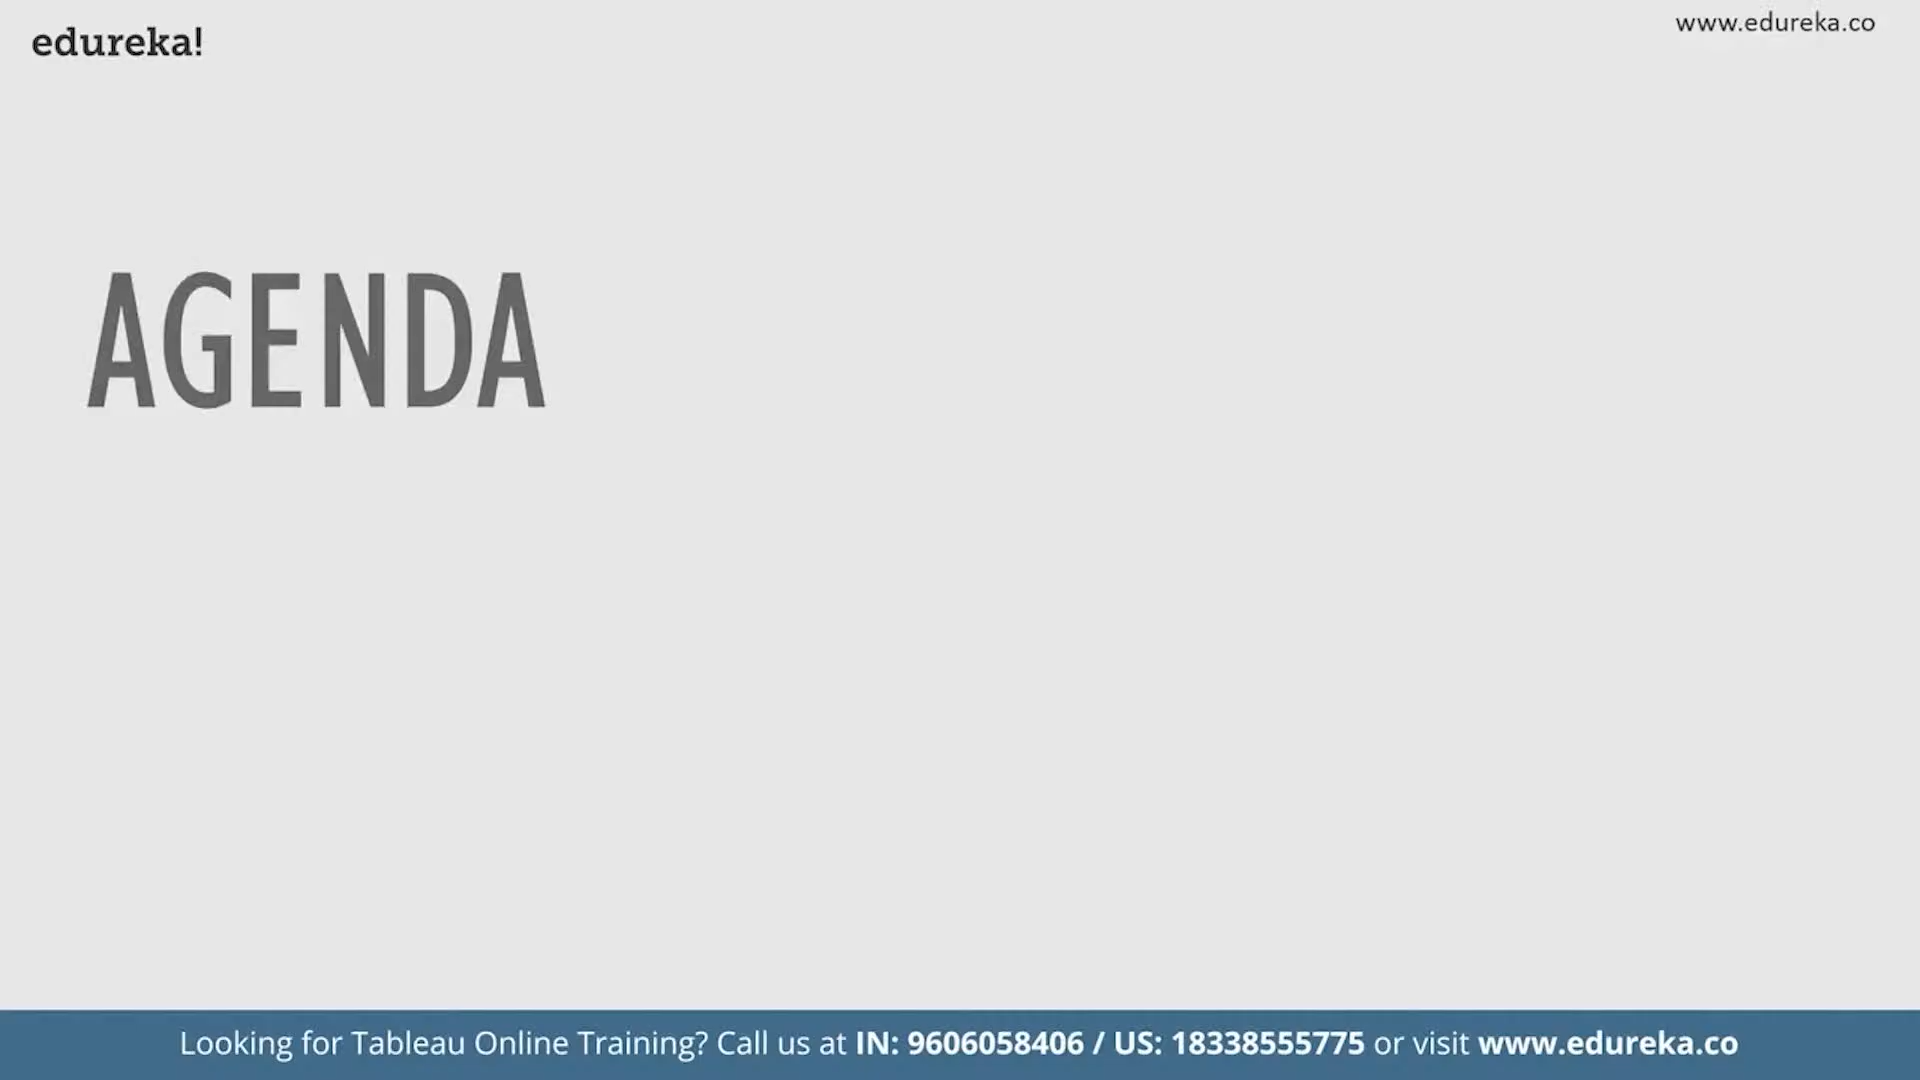 edureka!
www.edureka.co
AGENDA
Looking for Tableau Online Training? Call us at IN: 9606058406 / US: 18338555775 or visit www.edureka.co